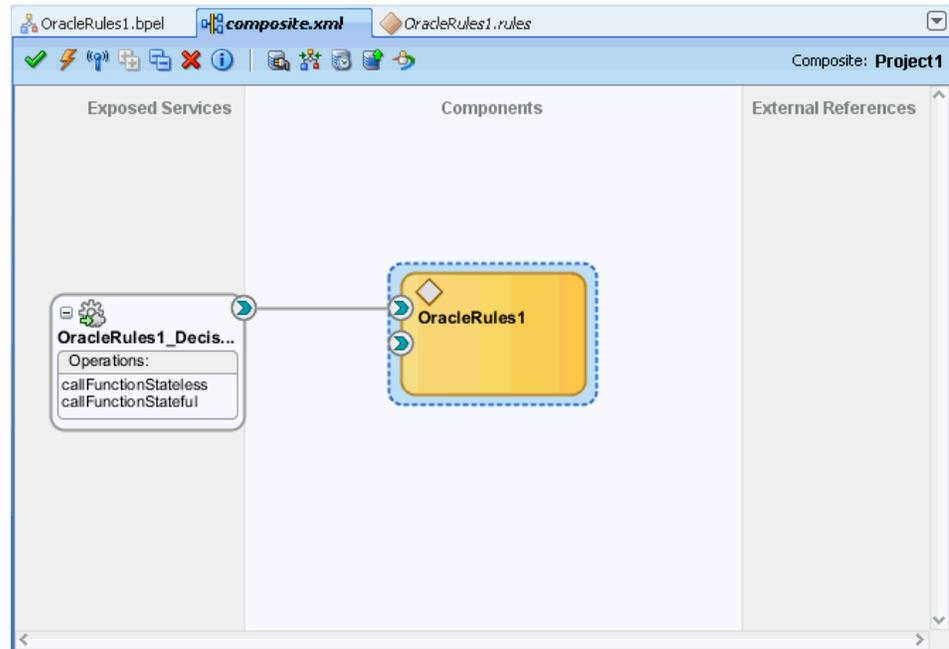 OracleRules1.bpel composite.xml OracleRules1.rules
Composite: Project1
Exposed Services Components External References
OracleRules1
OracleRules1_Decis...
Operations:
callFunctionStateless
callFunctionStateful